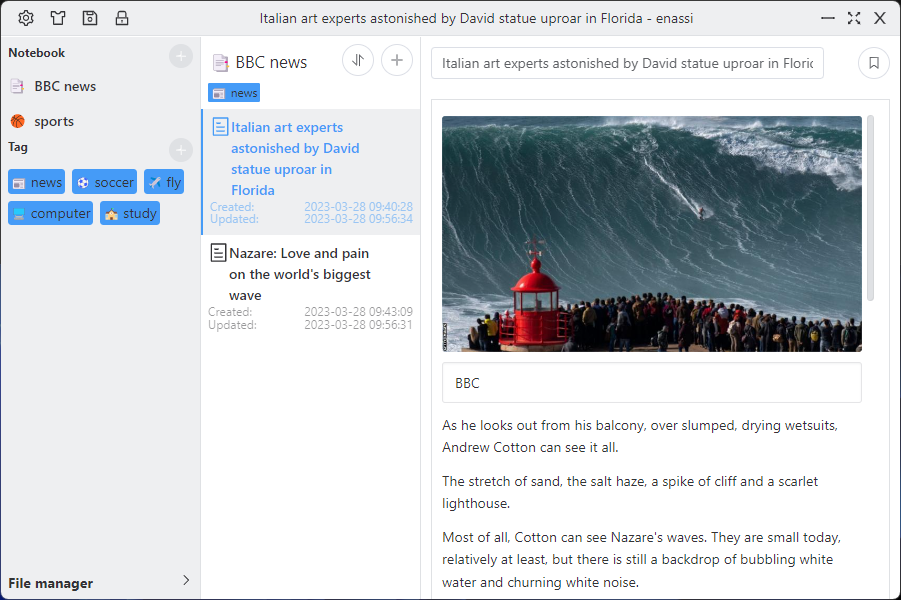 Italian art experts astonished by David statue uproar in Florida - enassi
Notebook
BBC news
sports
Tag
news
soccer
fly
computer
study
File manager
BBC news
news
Italian art experts
astonished by David
statue uproar in
Florida
Created: 2023-03-28 09:40:28
Updated: 2023-03-28 09:56:34
Nazare: Love and pain
on the world's biggest
wave
Created: 2023-03-28 09:43:09
Updated: 2023-03-28 09:56:31
Italian art experts astonished by David statue uproar in Floric
BBC
As he looks out from his balcony, over slumped, drying wetsuits,
Andrew Cotton can see it all.
The stretch of sand, the salt haze, a spike of cliff and a scarlet
lighthouse.
Most of all, Cotton can see Nazare's waves. They are small today,
relatively at least, but there is still a backdrop of bubbling white
water and churning white noise.